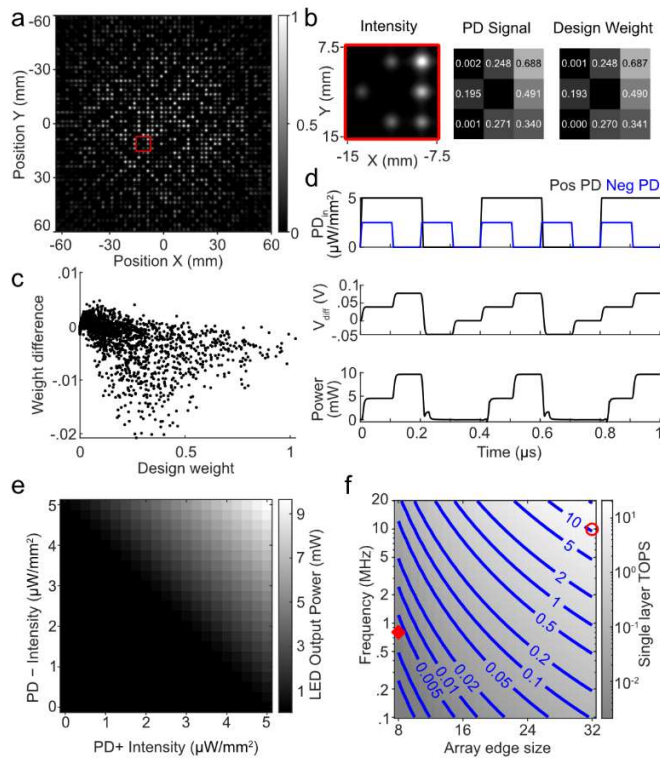 a
-60
-30
0
30
60
Position Y (mm)
-60
-30
0
30
60
Position X (mm)
1
0.5
0
b
Intensity
PD Signal
Design Weight
7.5
15
Y (mm)
-15
-7.5
X (mm)
0.002 0.248 0.688
0.195 0.491
0.001 0.271 0.340
0.001 0.248 0.687
0.193 0.490
0.000 0.270 0.341
c
.01
0
-.01
-.02
Weight difference
0
0.5
1
Design weight
d
Pos PD Neg PD
5
0
PDin
(µW/mm²)
0.1
0
-.05
Vdiff (V)
10
5
0
Power
(mW)
0 0.2 0.4 0.6 0.8 1
Time (µs)
e
5
4
3
2
1
0
PD − Intensity (µW/mm²)
0 1 2 3 4 5
PD+ Intensity (µW/mm²)
9
7
5
3
1
LED Output Power (mW)
f
20
10
5
2
1
0.5
.2
.1
Frequency (MHz)
10
5
2
1
0.5
0.2
0.1
0.05
0.02
0.01
0.005
8
16
24
32
Array edge size
10¹
10⁰
10⁻¹
10⁻²
Single layer TOPS